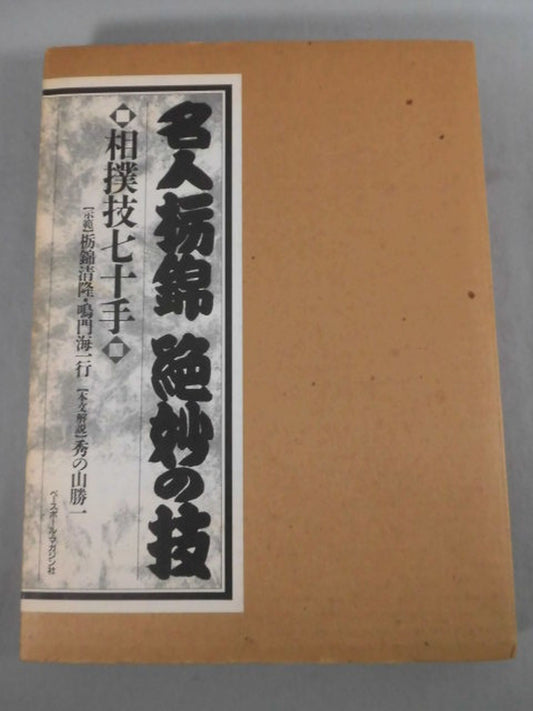 名人栃錦 絶妙の技
相撲技七十手
【示範】栃錦清隆・鳴門海一行 【本文解説】秀の山勝一
ベースボール・マガジン社